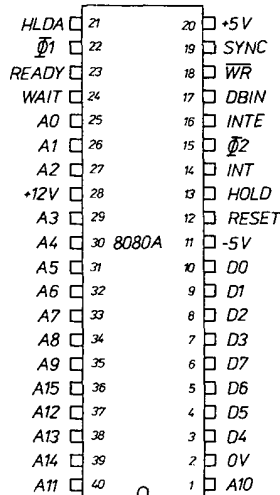 HLDA 21 20 +5V
Φ1 22 19 SYNC
READY 23 18 W̅R̅
WAIT 24 17 DBIN
A0 25 16 INTE
A1 26 15 Φ2
A2 27 14 INT
+12V 28 13 HOLD
A3 29 12 RESET
A4 30 8080A 11 -5V
A5 31 10 D0
A6 32 9 D1
A7 33 8 D2
A8 34 7 D3
A9 35 6 D7
A15 36 5 D6
A12 37 4 D5
A13 38 3 D4
A14 39 2 0V
A11 40 1 A10